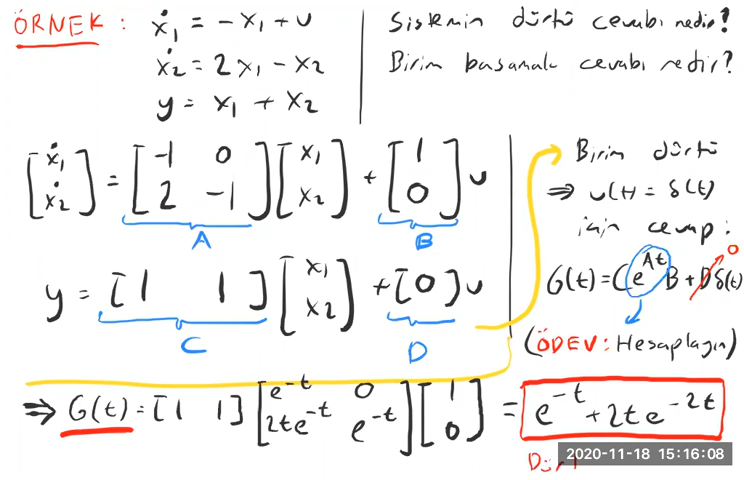 ÖRNEK : ẋ₁ = -x₁ + u
ẋ₂ = 2x₁ - x₂
y = x₁ + x₂
Sistemin dürtü cevabı nedir?
Birim basamak cevabı nedir?
[ẋ₁ ẋ₂] = [-1 0 2 -1] [x₁ x₂] + [1 0] u
A B
y = [1 1] [x₁ x₂] + [0] u
C D
Birim dürtü
⇒ u(t) = δ(t)
için cevap :
G(t) = C e^{At} B + D δ(t) 0
(ÖDEV: Hesaplayın)
⇒ G(t) = [1 1] [e^{-t} 0 2te^{-t} e^{-t}] [1 0] = e^{-t} + 2te^{-2t}
2020-11-18 15:16:08